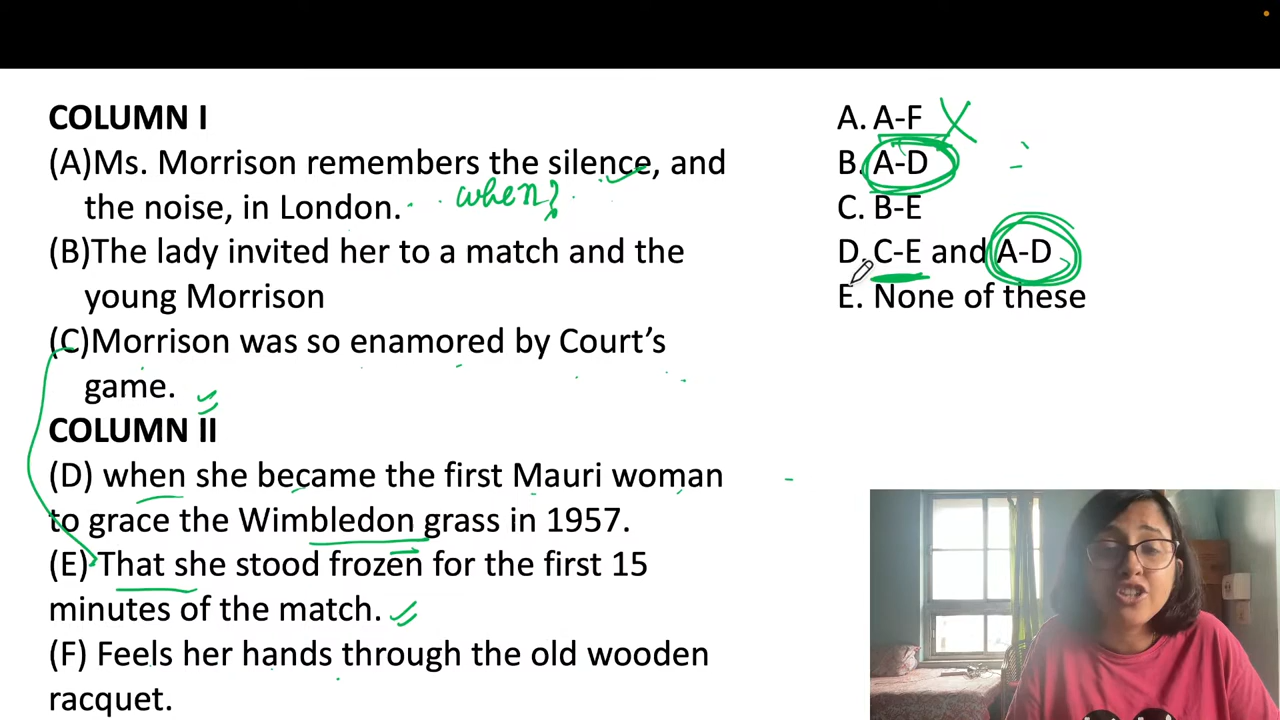 COLUMN I
(A)Ms. Morrison remembers the silence, and
the noise, in London.
when?
(B)The lady invited her to a match and the
young Morrison
(C)Morrison was so enamored by Court's
game.
COLUMN II
(D) when she became the first Mauri woman
to grace the Wimbledon grass in 1957.
(E) That she stood frozen for the first 15
minutes of the match.
(F) Feels her hands through the old wooden
racquet.
A. A-F X
B. A-D
C. B-E
D. C-E and A-D
E. None of these